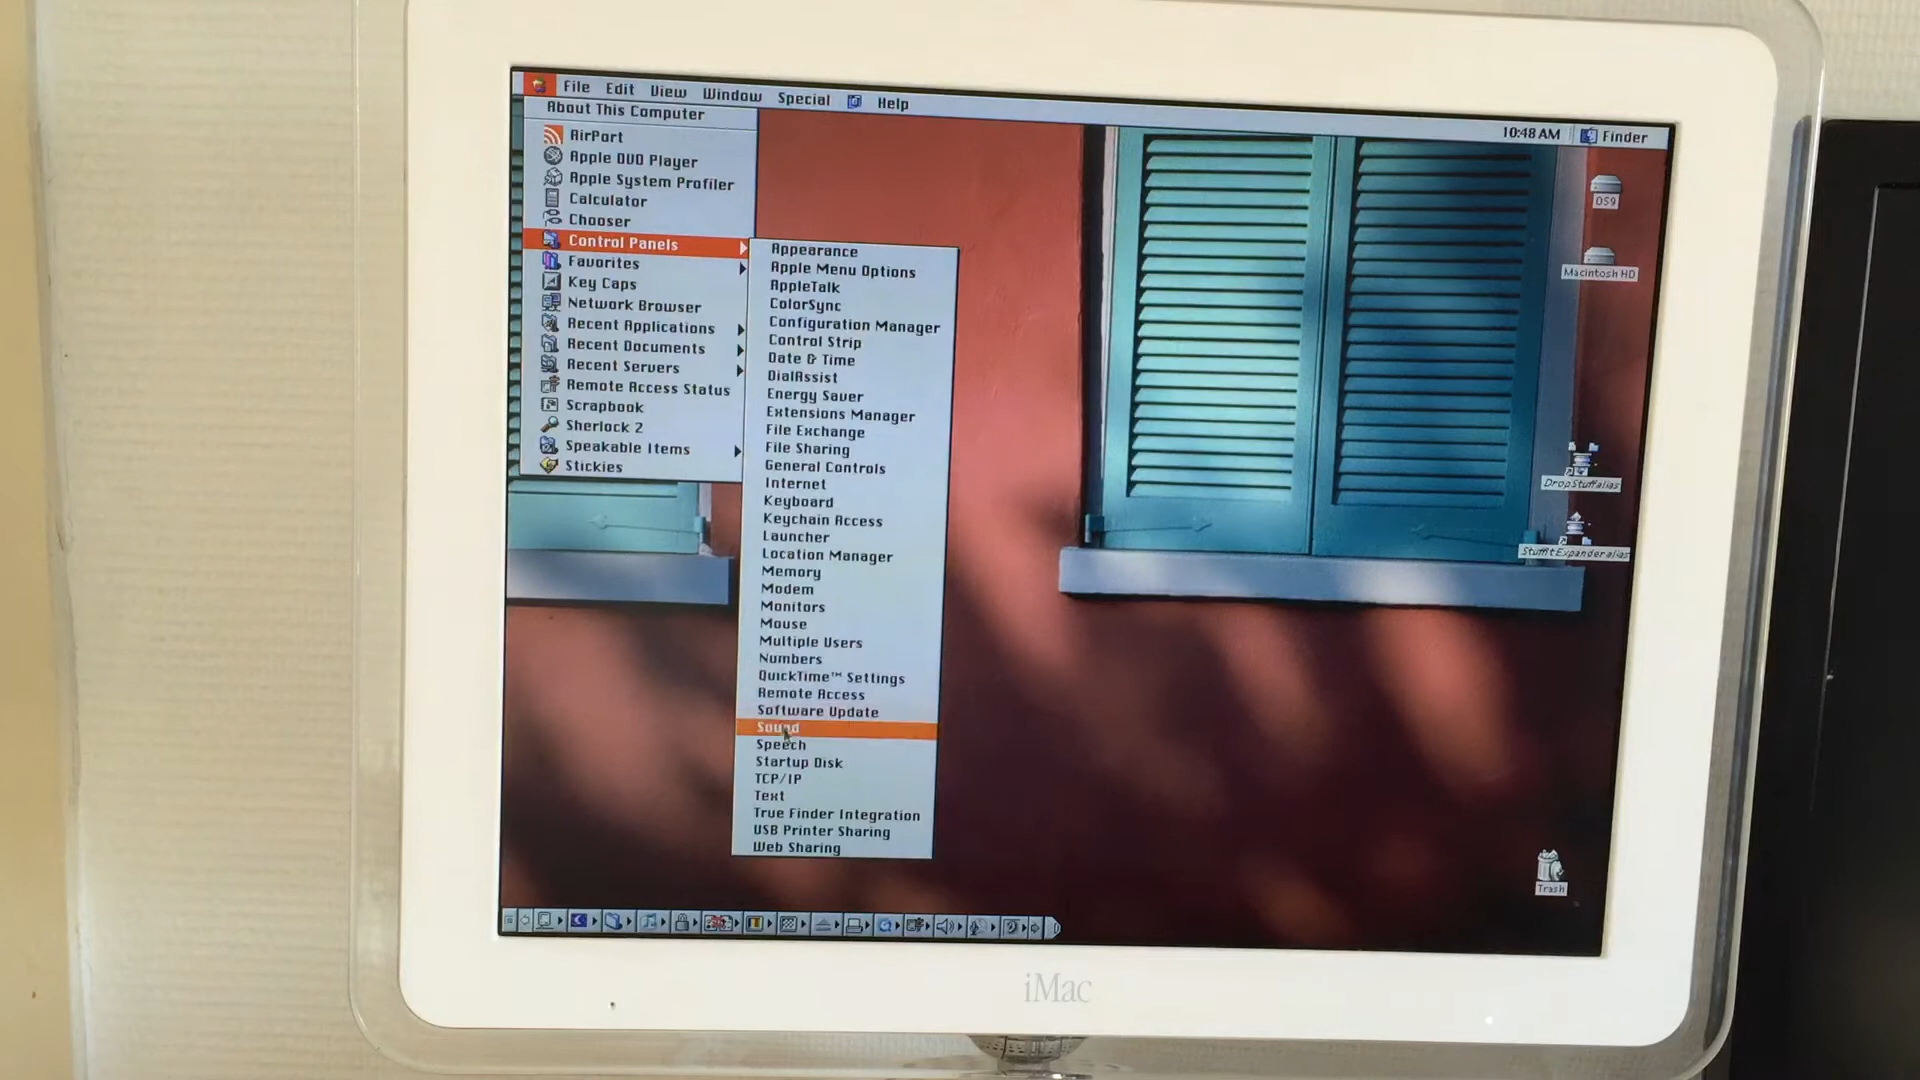 File Edit View Window Special Help
10:48 AM Finder
About This Computer
AirPort
Apple DVD Player
Apple System Profiler
Calculator
Chooser
Control Panels
Favorites
Key Caps
Network Browser
Recent Applications
Recent Documents
Recent Servers
Remote Access Status
Scrapbook
Sherlock 2
Speakable Items
Stickies
Appearance
Apple Menu Options
AppleTalk
ColorSync
Configuration Manager
Control Strip
Date & Time
DialAssist
Energy Saver
Extensions Manager
File Exchange
File Sharing
General Controls
Internet
Keyboard
Keychain Access
Launcher
Location Manager
Memory
Modem
Monitors
Mouse
Multiple Users
Numbers
QuickTime™ Settings
Remote Access
Software Update
Sound
Speech
Startup Disk
TCP/IP
Text
True Finder Integration
USB Printer Sharing
Web Sharing
OS9
Macintosh HD
DropStuff alias
StuffIt Expander alias
Trash
iMac